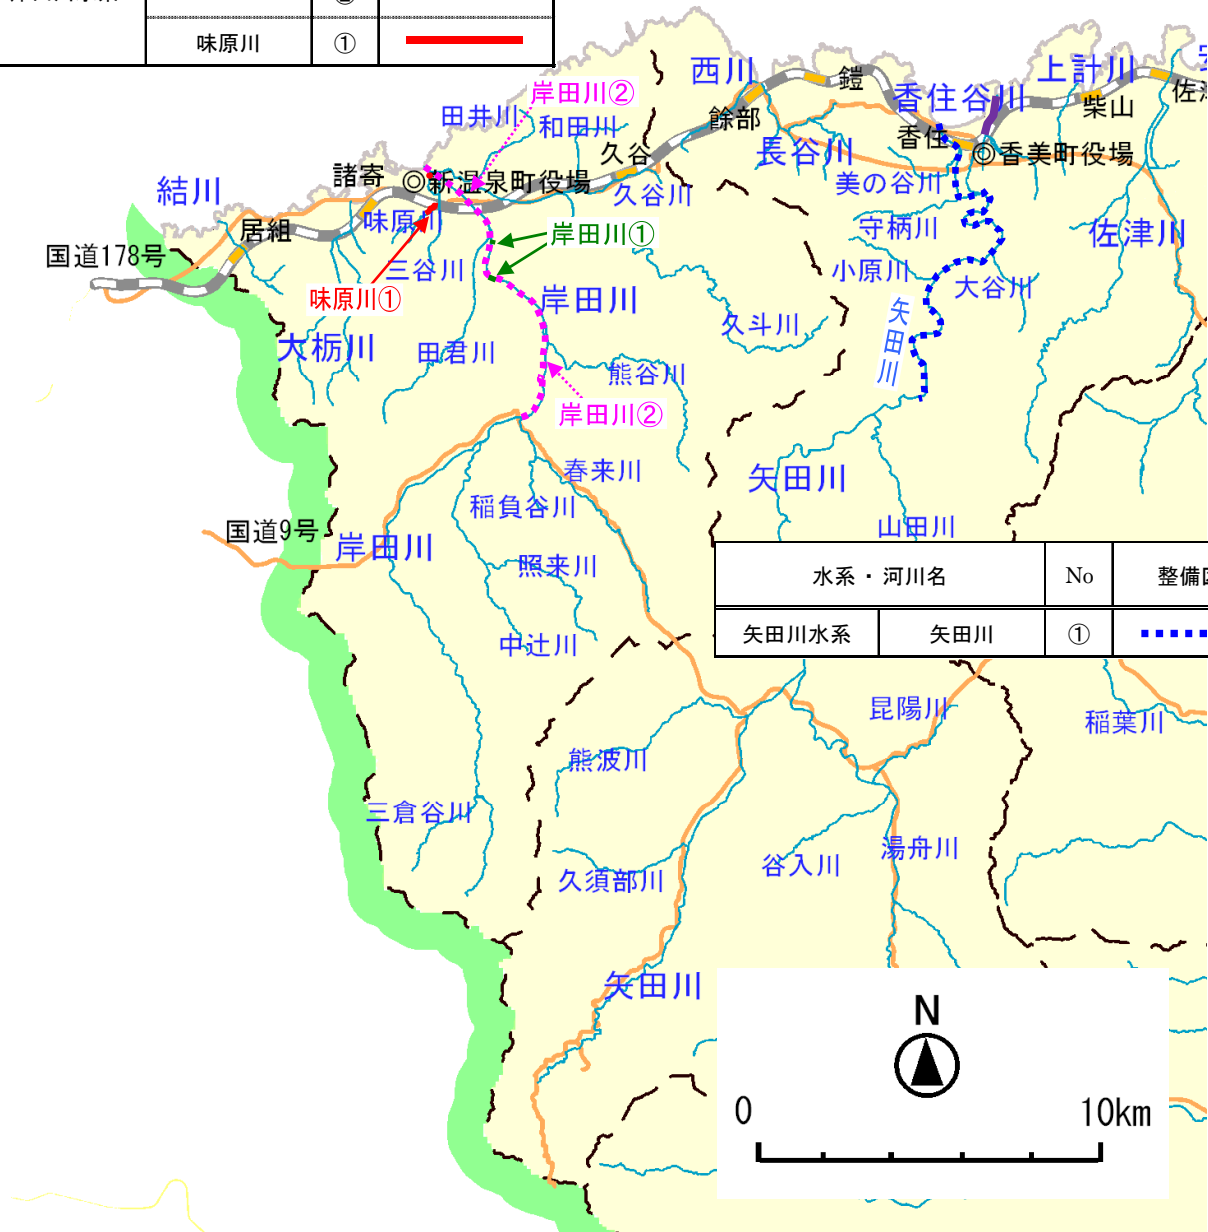 味原川 ①
岸田川②
西川
鎧
上計川
田井川
和田川
香住谷川
柴山
餘部
香住
久谷
長谷川
◎香美町役場
諸寄
◎新温泉町役場
結川
久谷川
美の谷川
味原川
守柄川
居組
岸田川①
佐津川
国道178号
三谷川
小原川
大谷川
味原川①
岸田川
久斗川
矢田川
大栃川
田君川
熊谷川
岸田川②
春来川
矢田川
稲負谷川
山田川
国道9号
岸田川
照来川
水系・河川名 No
矢田川水系 矢田川 ①
中辻川
昆陽川
稲葉川
熊波川
三倉谷川
湯舟川
谷入川
久須部川
矢田川
N
0 10km